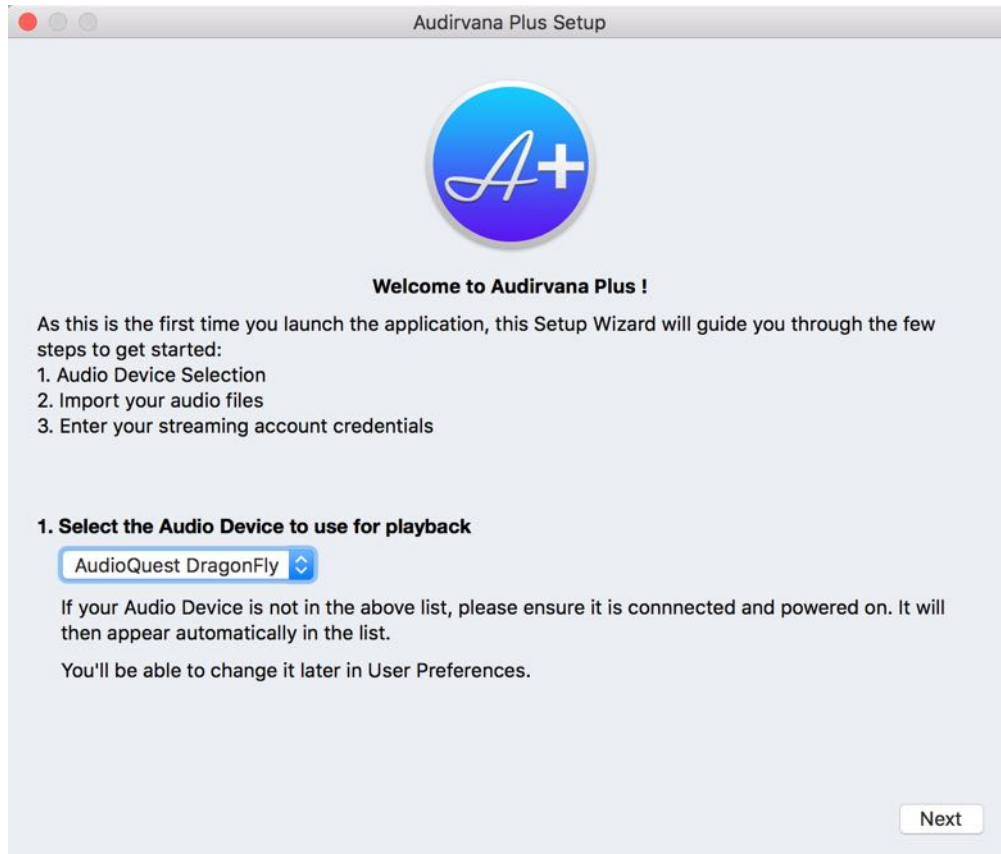 Audirvana Plus Setup
A+
Welcome to Audirvana Plus !
As this is the first time you launch the application, this Setup Wizard will guide you through the few
steps to get started:
1. Audio Device Selection
2. Import your audio files
3. Enter your streaming account credentials
1. Select the Audio Device to use for playback
AudioQuest DragonFly
If your Audio Device is not in the above list, please ensure it is connnected and powered on. It will
then appear automatically in the list.
You'll be able to change it later in User Preferences.
Next